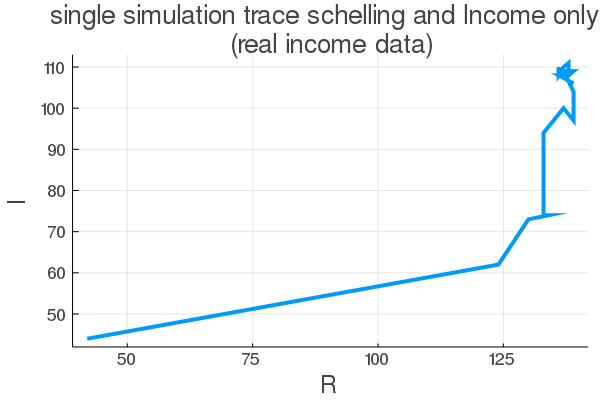 single simulation trace schelling and Income only
(real income data)
110
100
90
80
70
60
50
I
50 75 100 125
R